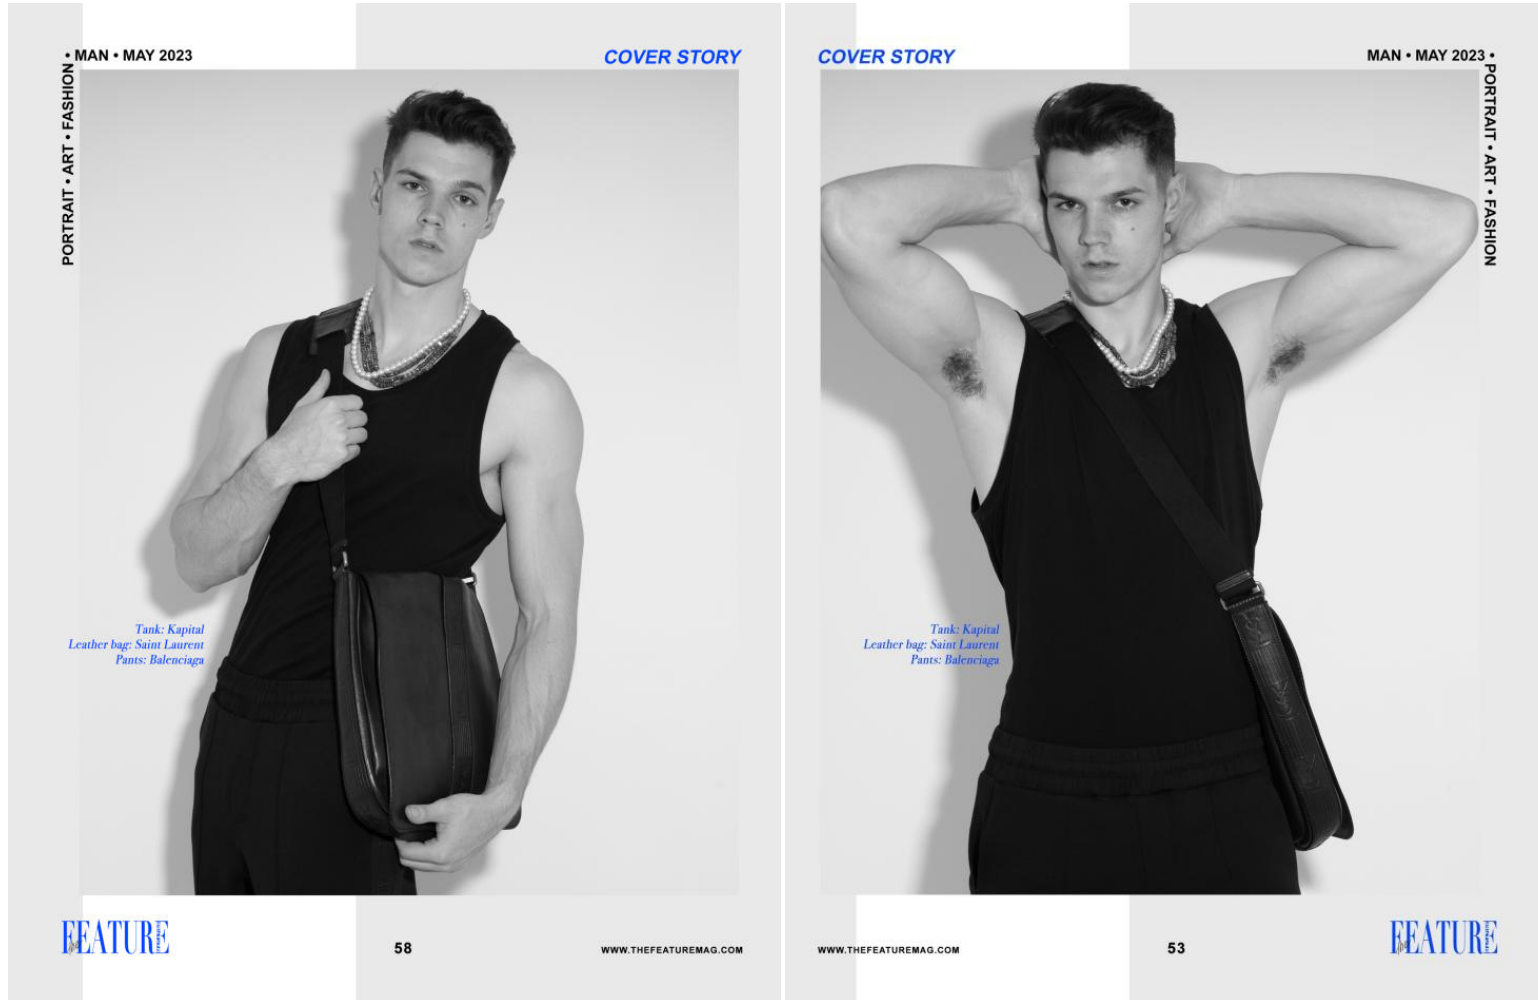 • MAN • MAY 2023
COVER STORY
PORTRAIT • ART • FASHION
Tank: Kapital
Leather bag: Saint Laurent
Pants: Balenciaga
the FEATURE
58
WWW.THEFEATUREMAG.COM
COVER STORY
MAN • MAY 2023 •
PORTRAIT • ART • FASHION
Tank: Kapital
Leather bag: Saint Laurent
Pants: Balenciaga
WWW.THEFEATUREMAG.COM
53
the FEATURE